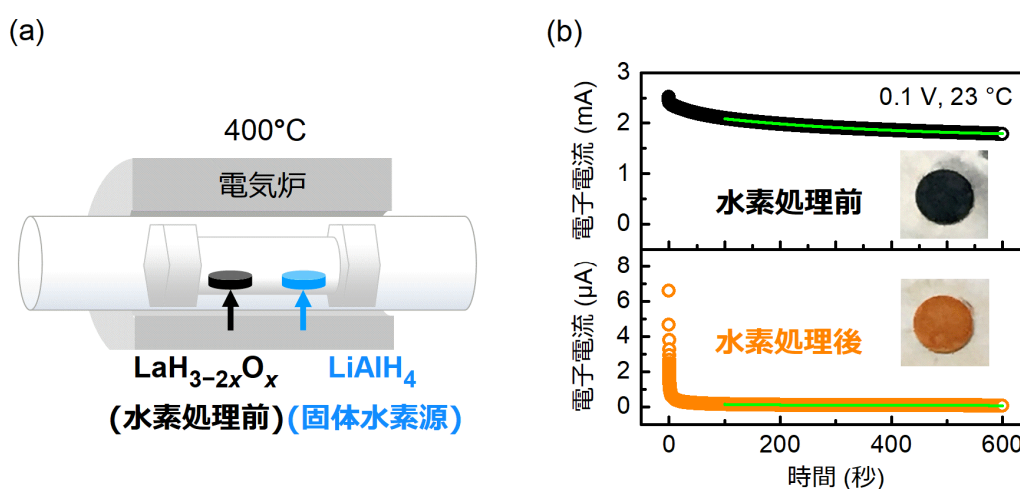 (a)
400°C
電気炉
LaH3−2xOx
LiAlH4
(水素処理前)
(固体水素源)
(b)
電子電流 (mA)
3
2
1
0
0.1 V, 23 °C
水素処理前
電子電流 (μA)
8
6
4
2
0
水素処理後
0
200
400
600
時間 (秒)